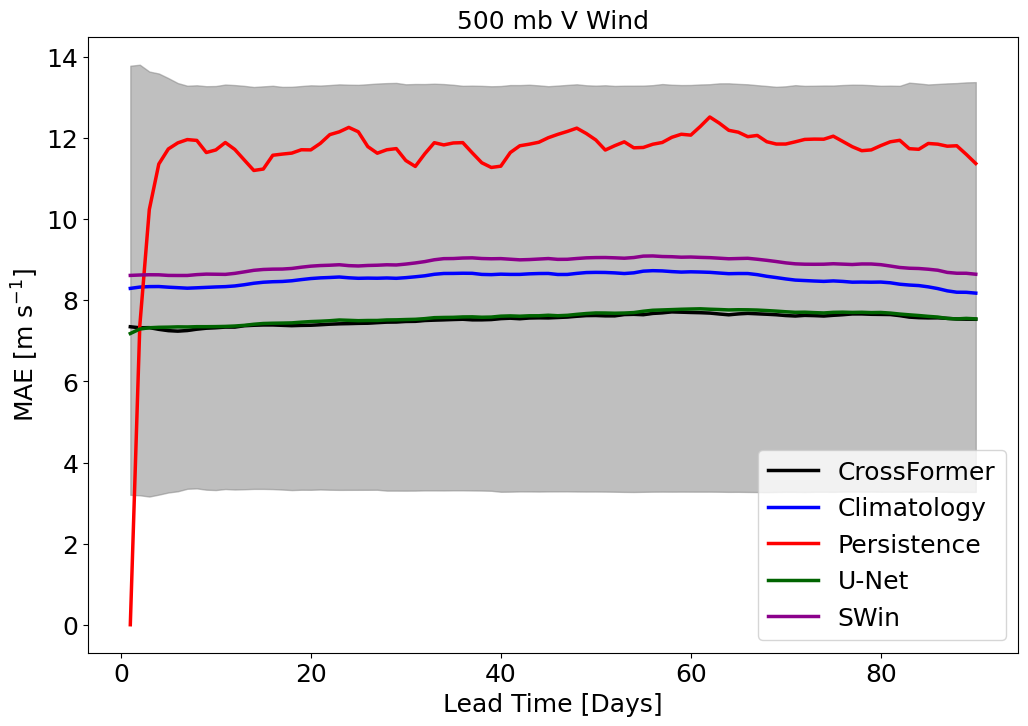 500 mb V Wind
MAE [m s⁻¹]
14
12
10
8
6
4
2
0
0 20 40 60 80
Lead Time [Days]
CrossFormer
Climatology
Persistence
U-Net
SWin